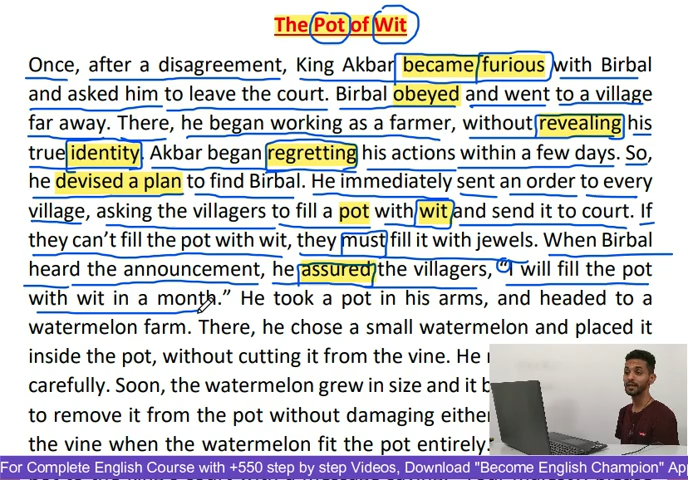 The Pot of Wit
Once, after a disagreement, King Akbar became furious with Birbal
and asked him to leave the court. Birbal obeyed and went to a village
far away. There, he began working as a farmer, without revealing his
true identity. Akbar began regretting his actions within a few days. So,
he devised a plan to find Birbal. He immediately sent an order to every
village, asking the villagers to fill a pot with wit and send it to court. If
they can't fill the pot with wit, they must fill it with jewels. When Birbal
heard the announcement, he assured the villagers, "I will fill the pot
with wit in a month." He took a pot in his arms, and headed to a
watermelon farm. There, he chose a small watermelon and placed it
inside the pot, without cutting it from the vine. He
carefully. Soon, the watermelon grew in size and it
to remove it from the pot without damaging either
the vine when the watermelon fit the pot entirely.
For Complete English Course with +550 step by step Videos, Download "Become English Champion" Ap